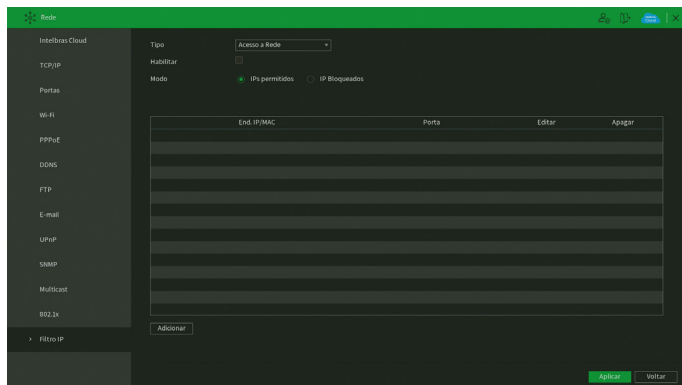 Rede
Intelbras Cloud
TCP/IP
Portas
Wi-Fi
PPPoE
DDNS
FTP
E-mail
UPnP
SNMP
Multicast
802.1x
Filtro IP
Tipo Acesso a Rede
Habilitar
Modo IPs permitidos IP Bloqueados
End. IP/MAC Porta Editar Apagar
Adicionar
Aplicar Voltar